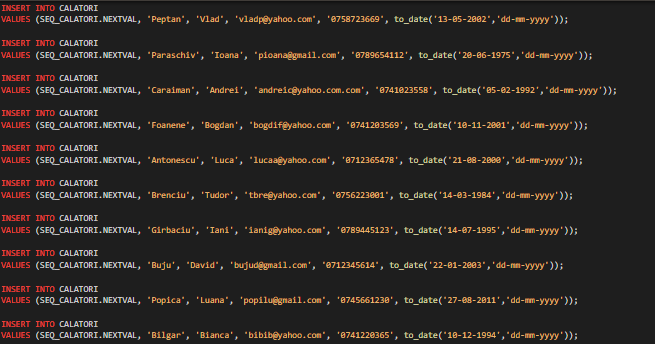 INSERT INTO CALATORI
VALUES (SEQ_CALATORI.NEXTVAL, 'Peptan', 'Vlad', 'vladp@yahoo.com', '0758723669', to_date('13-05-2002','dd-mm-yyyy'));
INSERT INTO CALATORI
VALUES (SEQ_CALATORI.NEXTVAL, 'Paraschiv', 'Ioana', 'pioana@gmail.com', '0789654112', to_date('20-06-1975','dd-mm-yyyy'));
INSERT INTO CALATORI
VALUES (SEQ_CALATORI.NEXTVAL, 'Caraiman', 'Andrei', 'andreic@yahoo.com.com', '0741023558', to_date('05-02-1992','dd-mm-yyyy'));
INSERT INTO CALATORI
VALUES (SEQ_CALATORI.NEXTVAL, 'Foanene', 'Bogdan', 'bogdif@yahoo.com', '0741203569', to_date('10-11-2001','dd-mm-yyyy'));
INSERT INTO CALATORI
VALUES (SEQ_CALATORI.NEXTVAL, 'Antonescu', 'Luca', 'lucaa@yahoo.com', '0712365478', to_date('21-08-2000','dd-mm-yyyy'));
INSERT INTO CALATORI
VALUES (SEQ_CALATORI.NEXTVAL, 'Brenciu', 'Tudor', 'tbre@yahoo.com', '0756223001', to_date('14-03-1984','dd-mm-yyyy'));
INSERT INTO CALATORI
VALUES (SEQ_CALATORI.NEXTVAL, 'Girbaciu', 'Iani', 'ianig@yahoo.com', '0789445123', to_date('14-07-1995','dd-mm-yyyy'));
INSERT INTO CALATORI
VALUES (SEQ_CALATORI.NEXTVAL, 'Buju', 'David', 'bujud@gmail.com', '0712345614', to_date('22-01-2003','dd-mm-yyyy'));
INSERT INTO CALATORI
VALUES (SEQ_CALATORI.NEXTVAL, 'Popica', 'Luana', 'popilu@gmail.com', '0745661230', to_date('27-08-2011','dd-mm-yyyy'));
INSERT INTO CALATORI
VALUES (SEQ_CALATORI.NEXTVAL, 'Bilgar', 'Bianca', 'bibib@yahoo.com', '0741220365', to_date('10-12-1994','dd-mm-yyyy'));